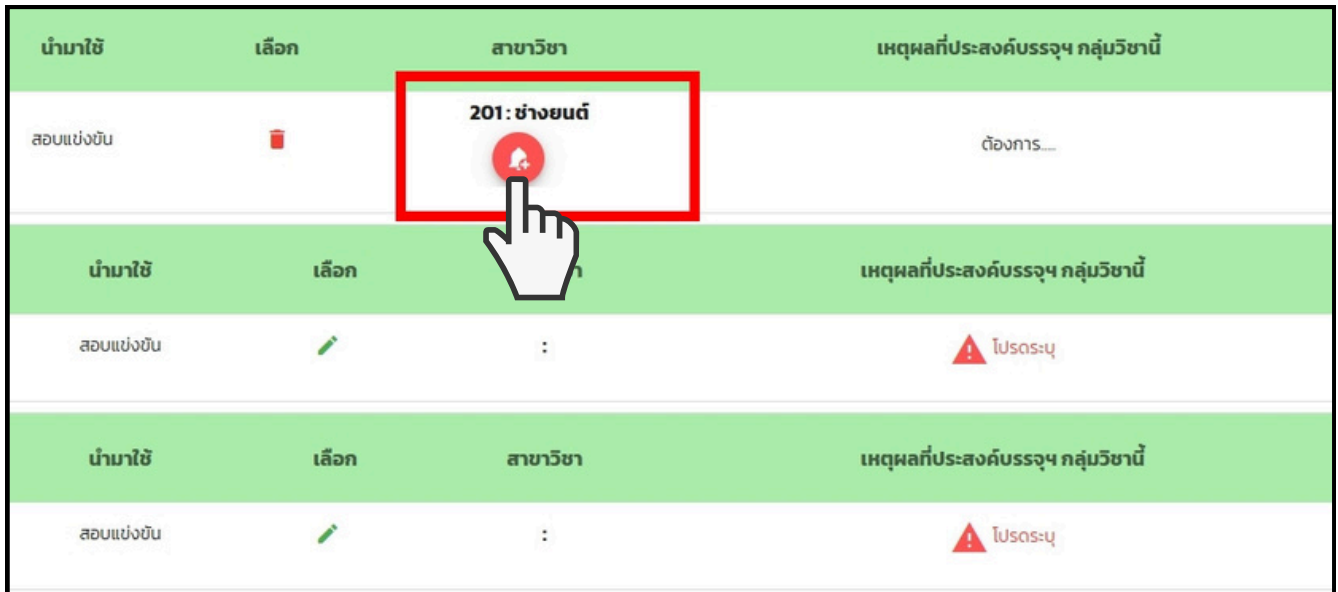 นำมาใช้ เลือก สาขาวิชา เหตุผลที่ประสงค์บรรจุฯ กลุ่มวิชานี้
201 : ช่างยนต์
สอบแข่งขัน ต้องการ.....
นำมาใช้ เลือก เหตุผลที่ประสงค์บรรจุฯ กลุ่มวิชานี้
สอบแข่งขัน : โปรดระบุ
นำมาใช้ เลือก สาขาวิชา เหตุผลที่ประสงค์บรรจุฯ กลุ่มวิชานี้
สอบแข่งขัน : โปรดระบุ